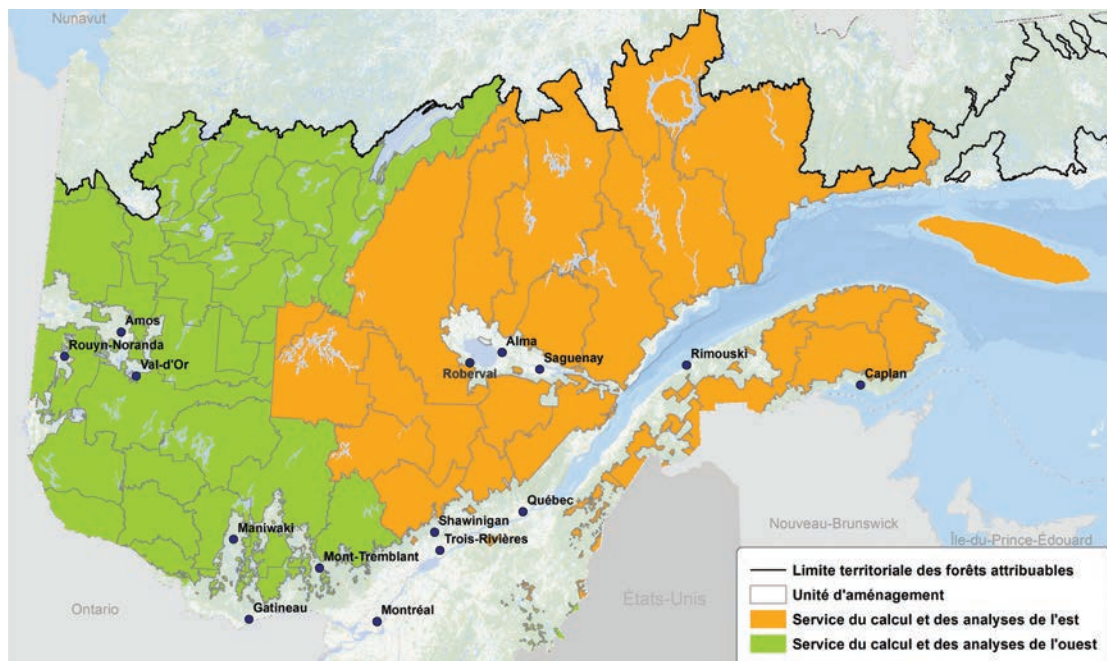 Nunavut
Amos
Rouyn-Noranda
Val-d'Or
Alma
Roberval
Saguenay
Rimouski
Caplan
Québec
Shawinigan
Trois-Rivières
Maniwaki
Mont-Tremblant
Gatineau
Montréal
Ontario
États-Unis
Nouveau-Brunswick
Île-du-Prince-Édouard
Limite territoriale des forêts attribuables
Unité d'aménagement
Service du calcul et des analyses de l'est
Service du calcul et des analyses de l'ouest